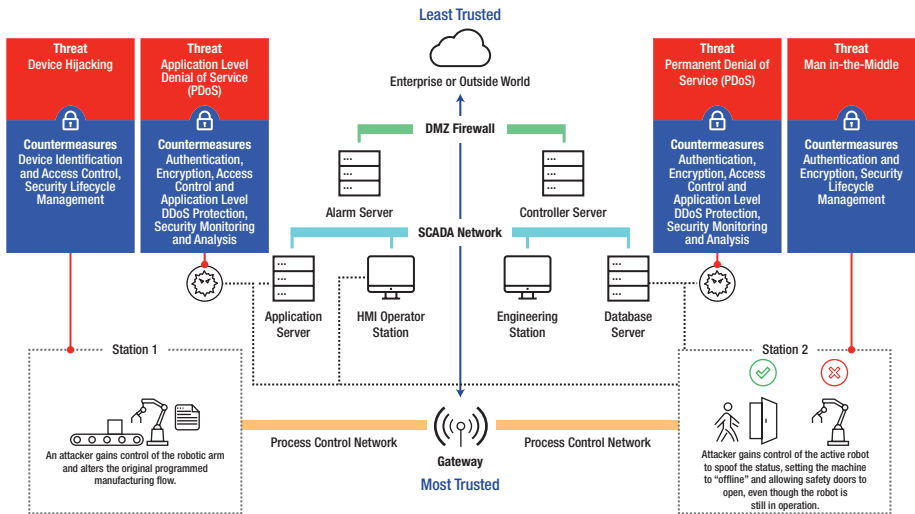 Least Trusted
Enterprise or Outside World
Threat
Device Hijacking
Countermeasures
Device Identification
and Access Control,
Security Lifecycle
Management
Threat
Application Level
Denial of Service
(PDoS)
Countermeasures
Authentication,
Encryption, Access
Control and
Application Level
DDoS Protection,
Security Monitoring
and Analysis
Threat
Permanent Denial of
Service (PDoS)
Countermeasures
Authentication,
Encryption, Access
Control and
Application Level
DDoS Protection,
Security Monitoring
and Analysis
Threat
Man in-the-Middle
Countermeasures
Authentication and
Encryption, Security
Lifecycle
Management
DMZ Firewall
Alarm Server
Controller Server
SCADA Network
Application
Server
HMI Operator
Station
Engineering
Station
Database
Server
Station 1
An attacker gains control of the robotic arm
and alters the original programmed
manufacturing flow.
Process Control Network
Gateway
Most Trusted
Process Control Network
Station 2
Attacker gains control of the active robot
to spoof the status, setting the machine
to “offline” and allowing safety doors to
open, even though the robot is
still in operation.